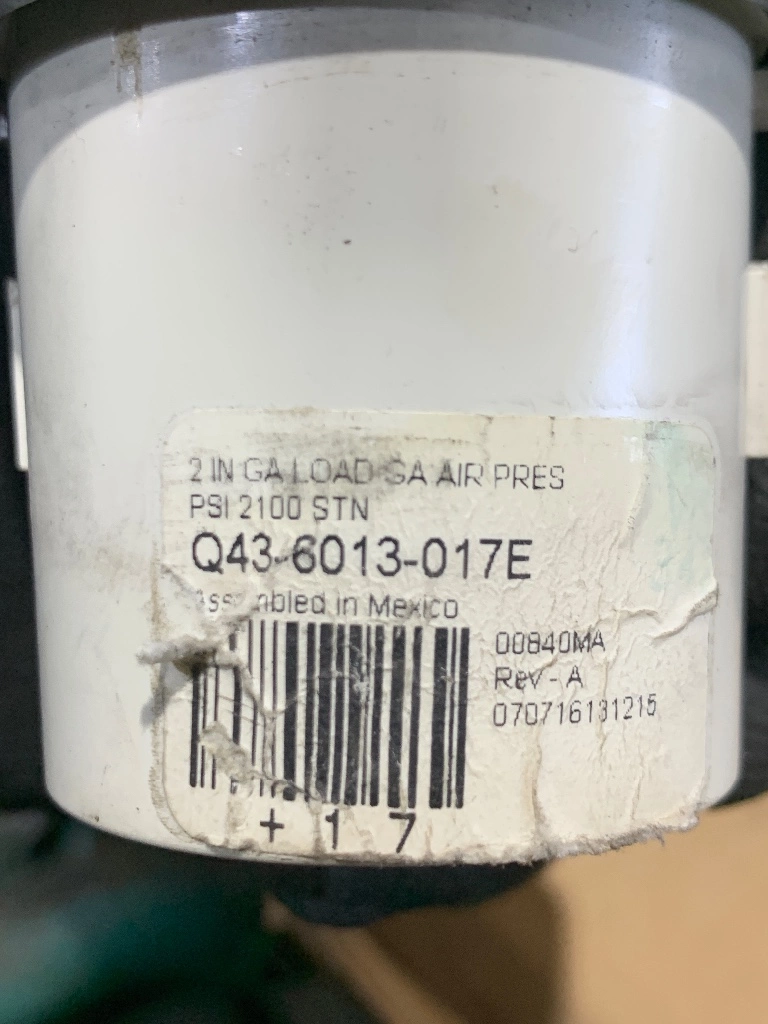 2 IN GA LOAD SA AIR PRES
PSI 2100 STN
Q43-6013-017E
Assembled in Mexico
00840MA
Rev - A
070716131215
+ 1 7